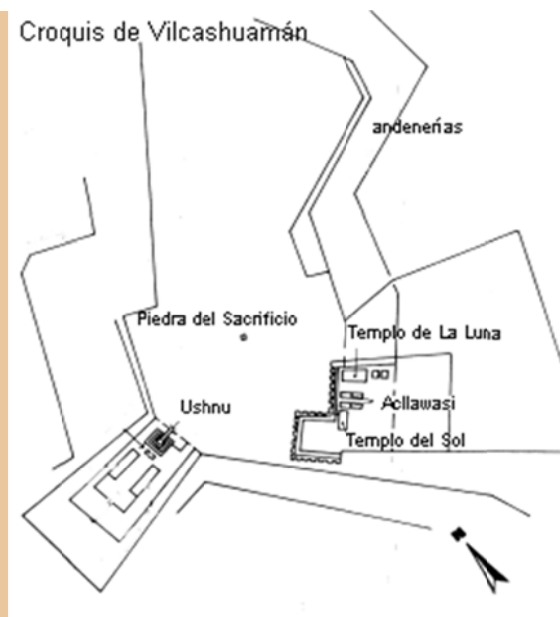 Croquis de Vilcashuamán
andenerías
Piedra del Sacrificio
Templo de La Luna
Ushnu
Acllawasi
Templo del Sol